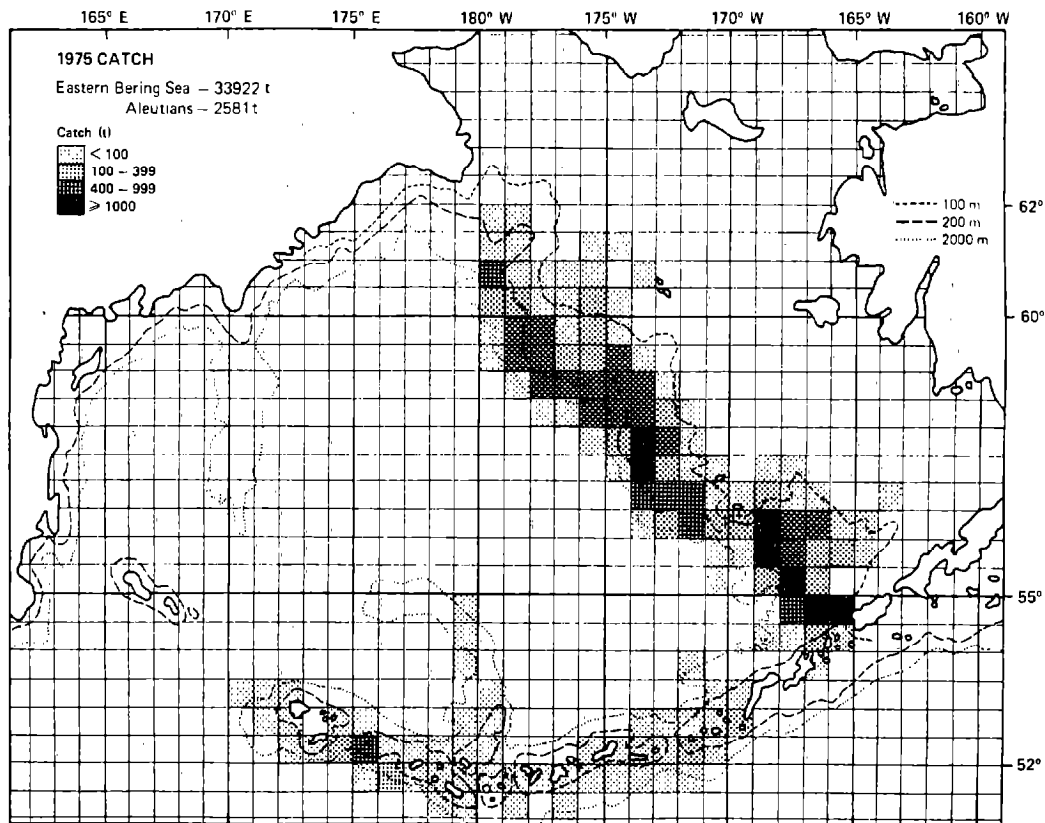 165° E 170° E 175° E 180° W 175° W 170° W 165° W 160° W
1975 CATCH
Eastern Bering Sea – 33922 t
Aleutians – 2581 t
Catch (t)
< 100
100 – 399
400 – 999
⩾ 1000
62°
100 m
200 m
2000 m
60°
55°
52°